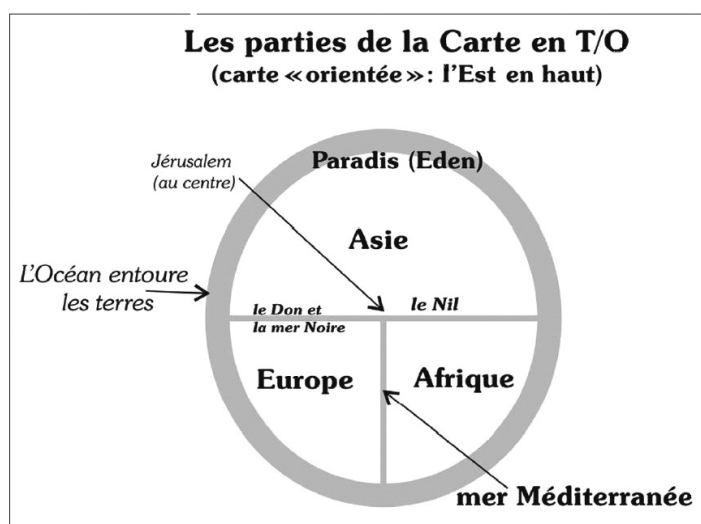 Les parties de la Carte en T/O
(carte «orientée»: l'Est en haut)
Jérusalem
(au centre)
Paradis (Eden)
Asie
L'Océan entoure
les terres
le Don et
la mer Noire
le Nil
Europe
Afrique
mer Méditerranée